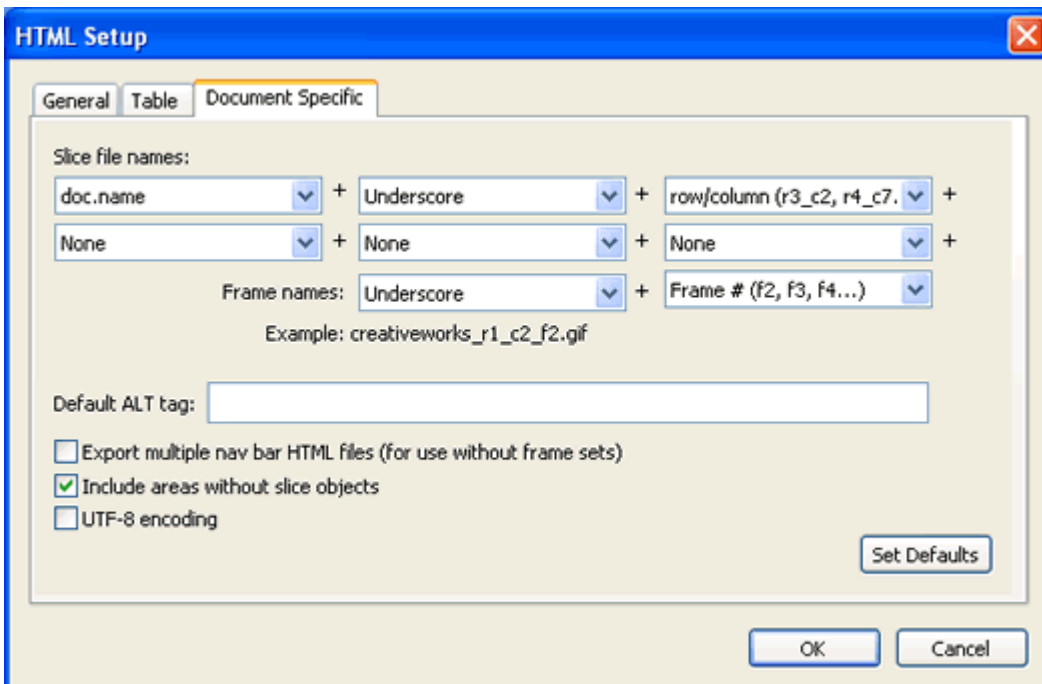 HTML Setup
General Table Document Specific
Slice file names:
doc.name + Underscore + row/column (r3_c2, r4_c7. +
None + None + None +
Frame names: Underscore + Frame # (f2, f3, f4...)
Example: creativeworks_r1_c2_f2.gif
Default ALT tag:
Export multiple nav bar HTML files (for use without frame sets)
Include areas without slice objects
UTF-8 encoding
Set Defaults
OK Cancel